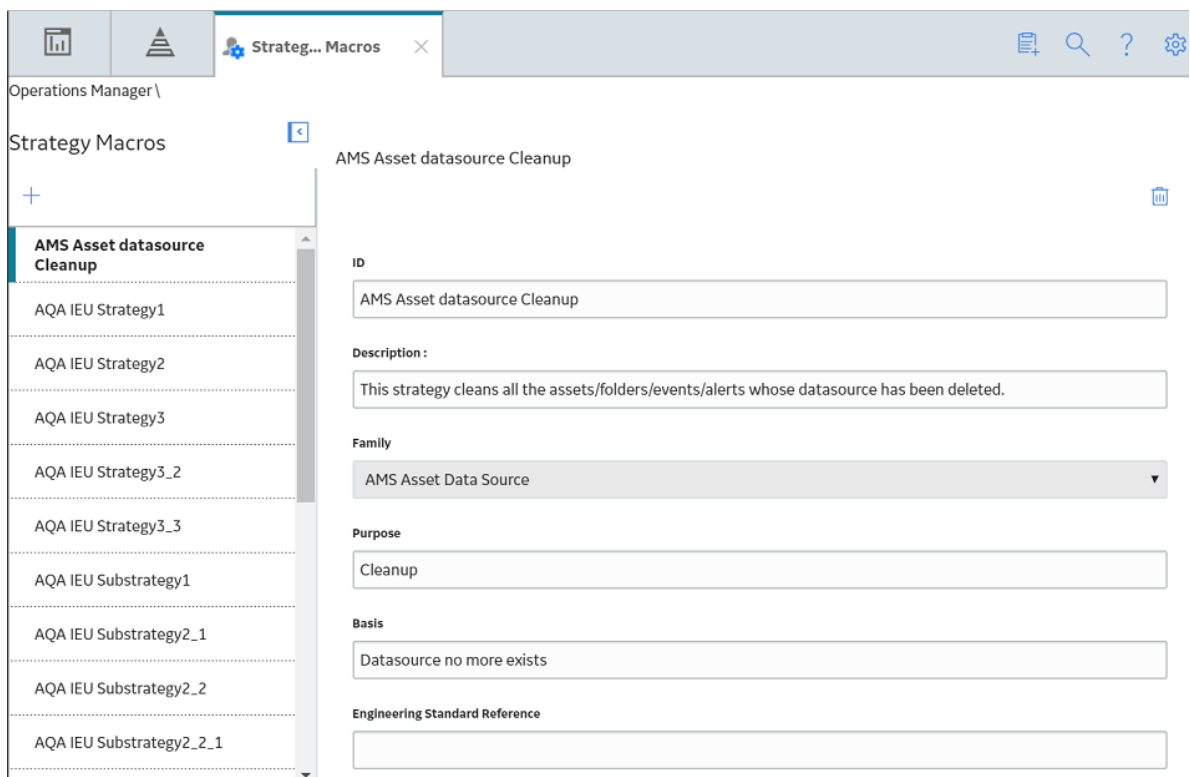 Strateg... Macros
Operations Manager\
Strategy Macros
AMS Asset datasource
Cleanup
AQA IEU Strategy1
AQA IEU Strategy2
AQA IEU Strategy3
AQA IEU Strategy3_2
AQA IEU Strategy3_3
AQA IEU Substrategy1
AQA IEU Substrategy2_1
AQA IEU Substrategy2_2
AQA IEU Substrategy2_2_1
AMS Asset datasource Cleanup
ID
AMS Asset datasource Cleanup
Description :
This strategy cleans all the assets/folders/events/alerts whose datasource has been deleted.
Family
AMS Asset Data Source
Purpose
Cleanup
Basis
Datasource no more exists
Engineering Standard Reference